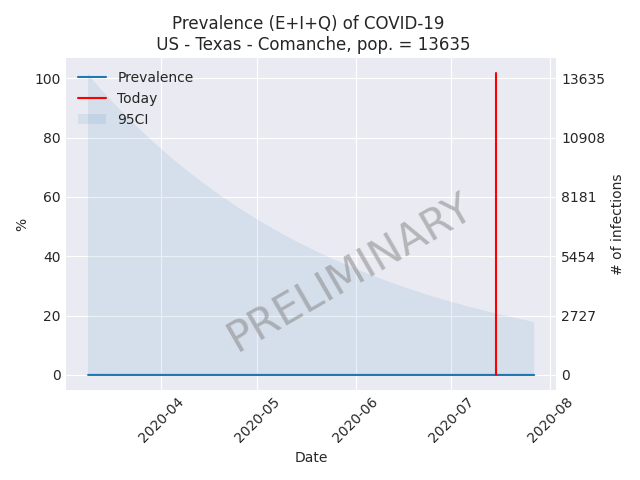 Prevalence (E+I+Q) of COVID-19
US - Texas - Comanche, pop. = 13635
Prevalence
Today
95CI
100
80
60
40
20
0
%
13635
10908
8181
5454
2727
0
# of infections
PRELIMINARY
2020-04
2020-05
2020-06
2020-07
2020-08
Date